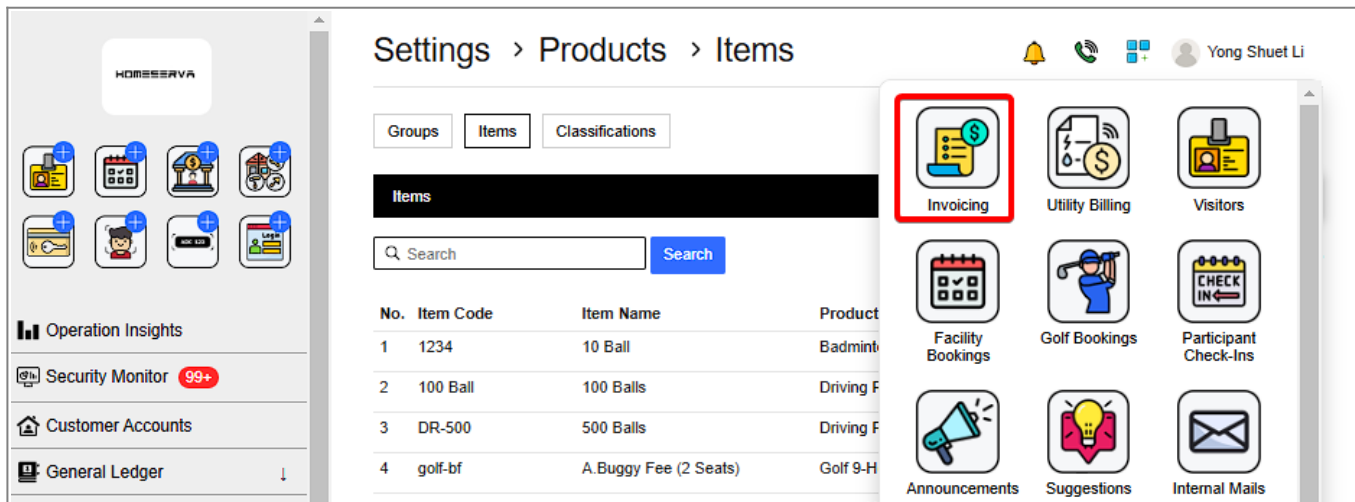 HOMESERVA
Operation Insights
Security Monitor 99+
Customer Accounts
General Ledger ↓
Settings > Products > Items
Yong Shuet Li
Groups Items Classifications
Items
Search Search
No. Item Code Item Name Product
1 1234 10 Ball Badmint
2 100 Ball 100 Balls Driving
3 DR-500 500 Balls Driving
4 golf-bf A.Buggy Fee (2 Seats) Golf 9-H
Invoicing Utility Billing Visitors
CHECK
IN
Facility Golf Bookings Participant
Bookings Check-Ins
Announcements Suggestions Internal Mails